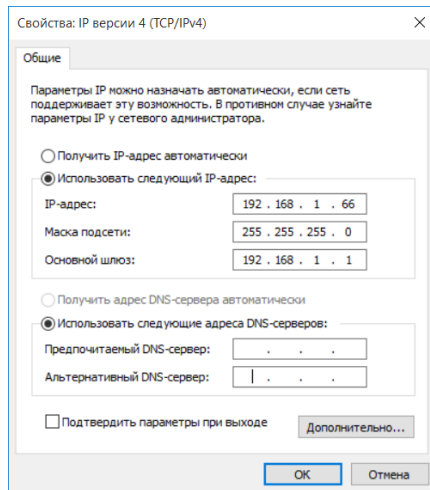 Свойства: IP версии 4 (TCP/IPv4)
Общие
Параметры IP можно назначать автоматически, если сеть
поддерживает эту возможность. В противном случае узнайте
параметры IP у сетевого администратора.
Получить IP-адрес автоматически
Использовать следующий IP-адрес:
IP-адрес: 192 . 168 . 1 . 66
Маска подсети: 255 . 255 . 255 . 0
Основной шлюз: 192 . 168 . 1 . 1
Получить адрес DNS-сервера автоматически
Использовать следующие адреса DNS-серверов:
Предпочитаемый DNS-сервер: . . .
Альтернативный DNS-сервер: . . .
Подтвердить параметры при выходе
Дополнительно...
OK Отмена